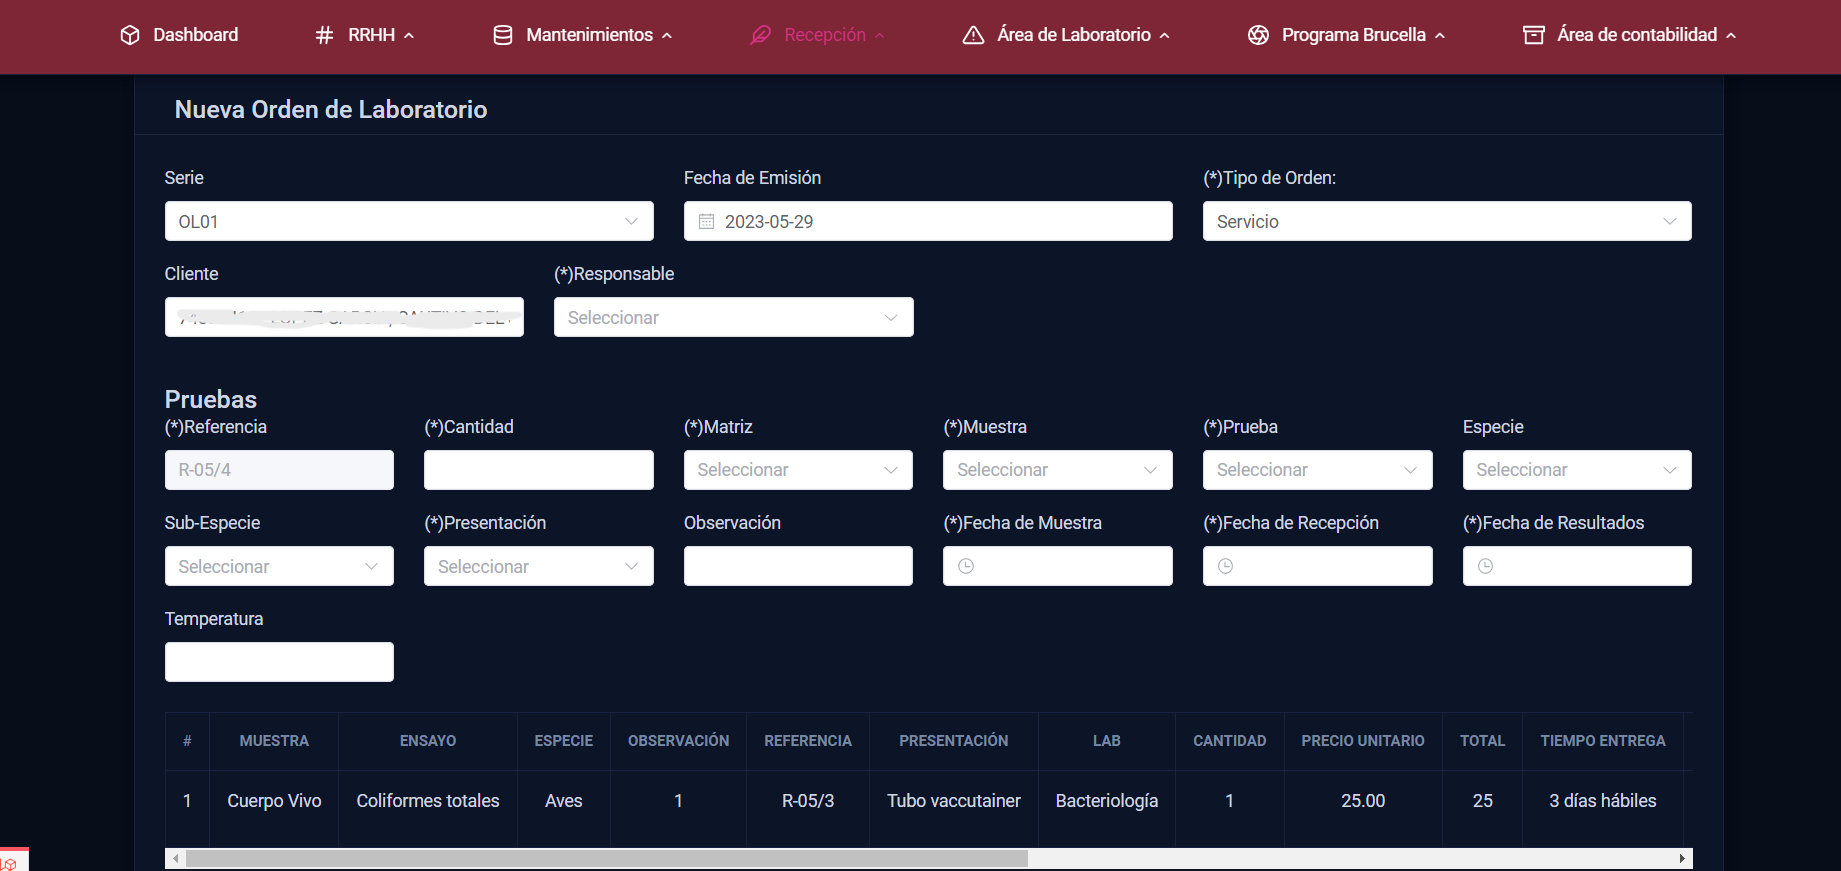 Dashboard RRHH Mantenimientos Recepción Área de Laboratorio Programa Brucella Área de contabilidad
Nueva Orden de Laboratorio
Serie Fecha de Emisión (*)Tipo de Orden:
OL01 2023-05-29 Servicio
Cliente (*)Responsable
Seleccionar
Pruebas
(*)Referencia (*)Cantidad (*)Matriz (*)Muestra (*)Prueba Especie
R-05/4 Seleccionar Seleccionar Seleccionar Seleccionar
Sub-Especie (*)Presentación Observación (*)Fecha de Muestra (*)Fecha de Recepción (*)Fecha de Resultados
Seleccionar Seleccionar
Temperatura
# MUESTRA ENSAYO ESPECIE OBSERVACIÓN REFERENCIA PRESENTACIÓN LAB CANTIDAD PRECIO UNITARIO TOTAL TIEMPO ENTREGA
1 Cuerpo Vivo Coliformes totales Aves 1 R-05/3 Tubo vaccutainer Bacteriología 1 25.00 25 3 días hábiles